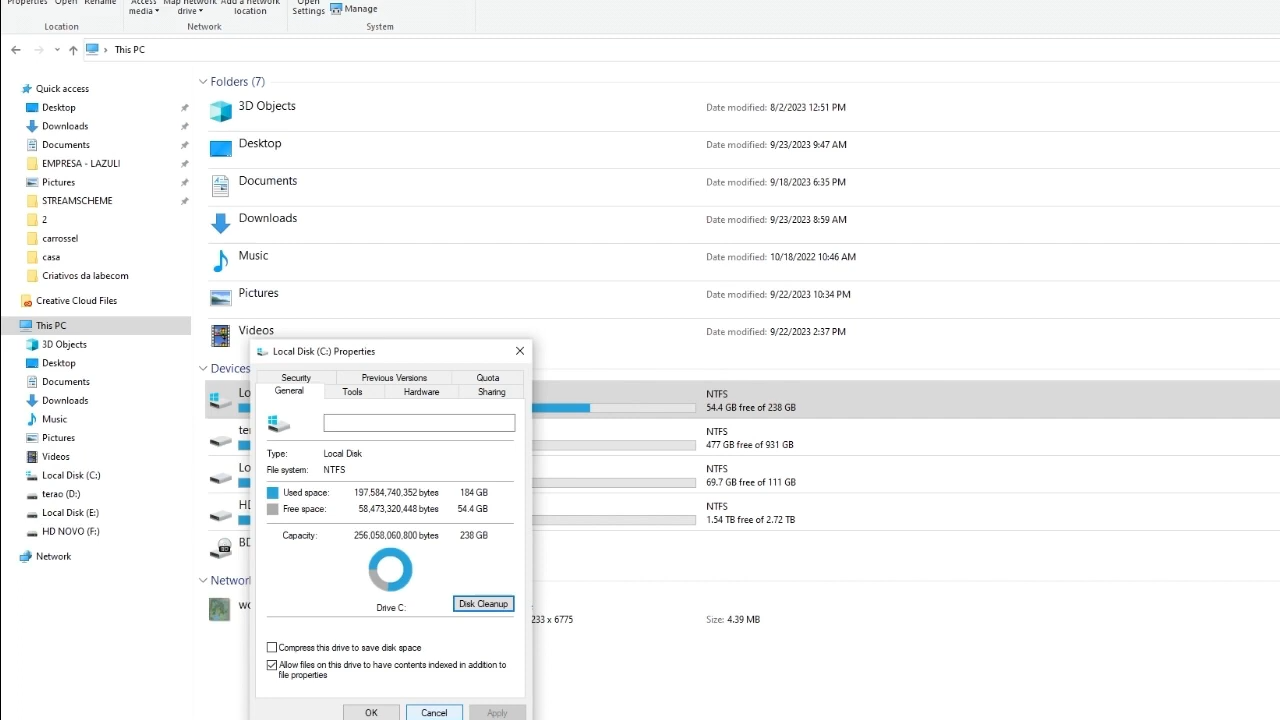 Properties Open Rename Access Map network Add a network Open
media drive location Settings Manage
Location Network System
This PC
Quick access
Desktop
Downloads
Documents
EMPRESA - LAZULI
Pictures
STREAMSCHEME
2
carrossel
casa
Criativos da labecom
Creative Cloud Files
This PC
3D Objects
Desktop
Documents
Downloads
Music
Pictures
Videos
Local Disk (C:)
terao (D:)
Local Disk (E:)
HD NOVO (F:)
Network
Folders (7)
3D Objects Date modified: 8/2/2023 12:51 PM
Desktop Date modified: 9/23/2023 9:47 AM
Documents Date modified: 9/18/2023 6:35 PM
Downloads Date modified: 9/23/2023 8:59 AM
Music Date modified: 10/18/2022 10:46 AM
Pictures Date modified: 9/22/2023 10:34 PM
Videos Date modified: 9/22/2023 2:37 PM
Devices
Lo NTFS
54.4 GB free of 238 GB
te NTFS
477 GB free of 931 GB
Lo NTFS
69.7 GB free of 111 GB
HD NTFS
1.54 TB free of 2.72 TB
BD
Networ
233 x 6775 Size: 4.39 MB
Local Disk (C:) Properties
Security Previous Versions Quota
General Tools Hardware Sharing
Type: Local Disk
File system: NTFS
Used space: 197,584,740,352 bytes 184 GB
Free space: 58,473,320,448 bytes 54.4 GB
Capacity: 256,058,060,800 bytes 238 GB
Drive C: Disk Cleanup
Compress this drive to save disk space
Allow files on this drive to have contents indexed in addition to
file properties
OK Cancel Apply